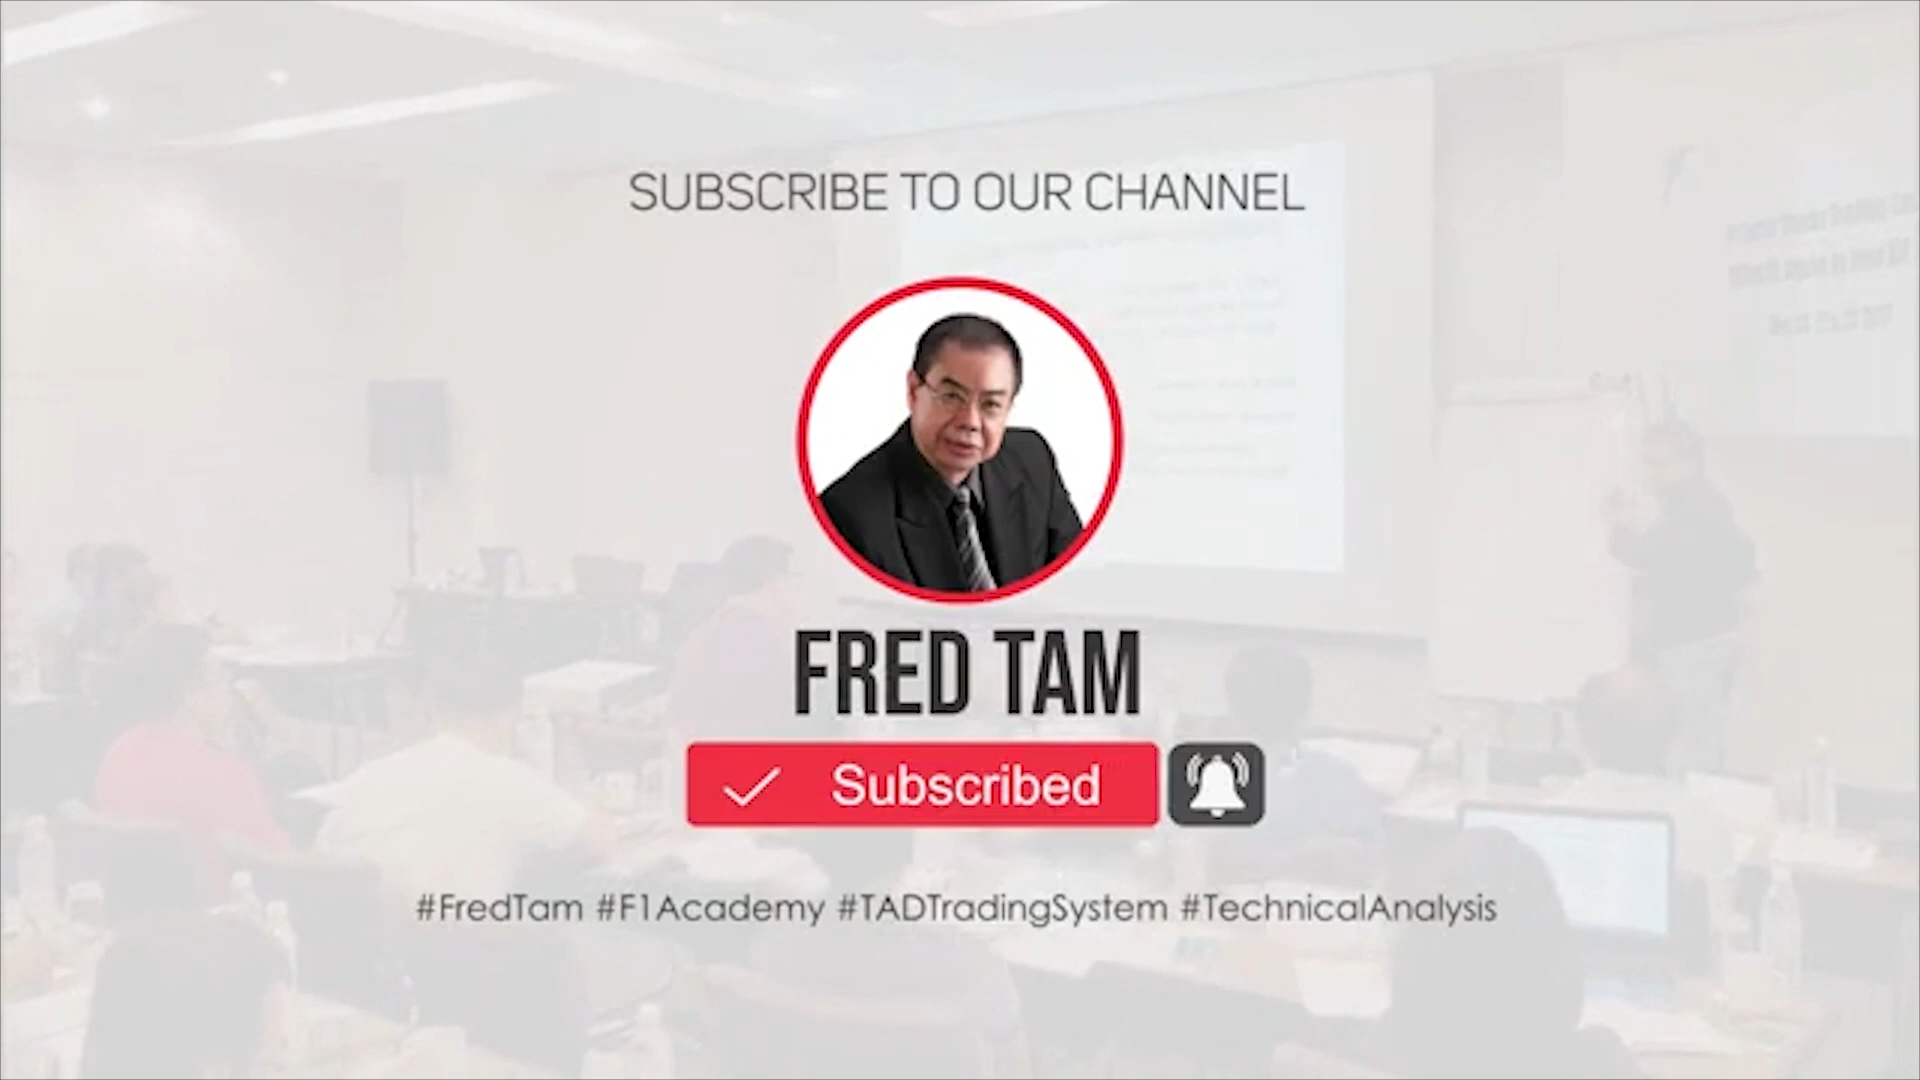 SUBSCRIBE TO OUR CHANNEL
FRED TAM
Subscribed
#FredTam #F1Academy #TADTradingSystem #TechnicalAnalysis